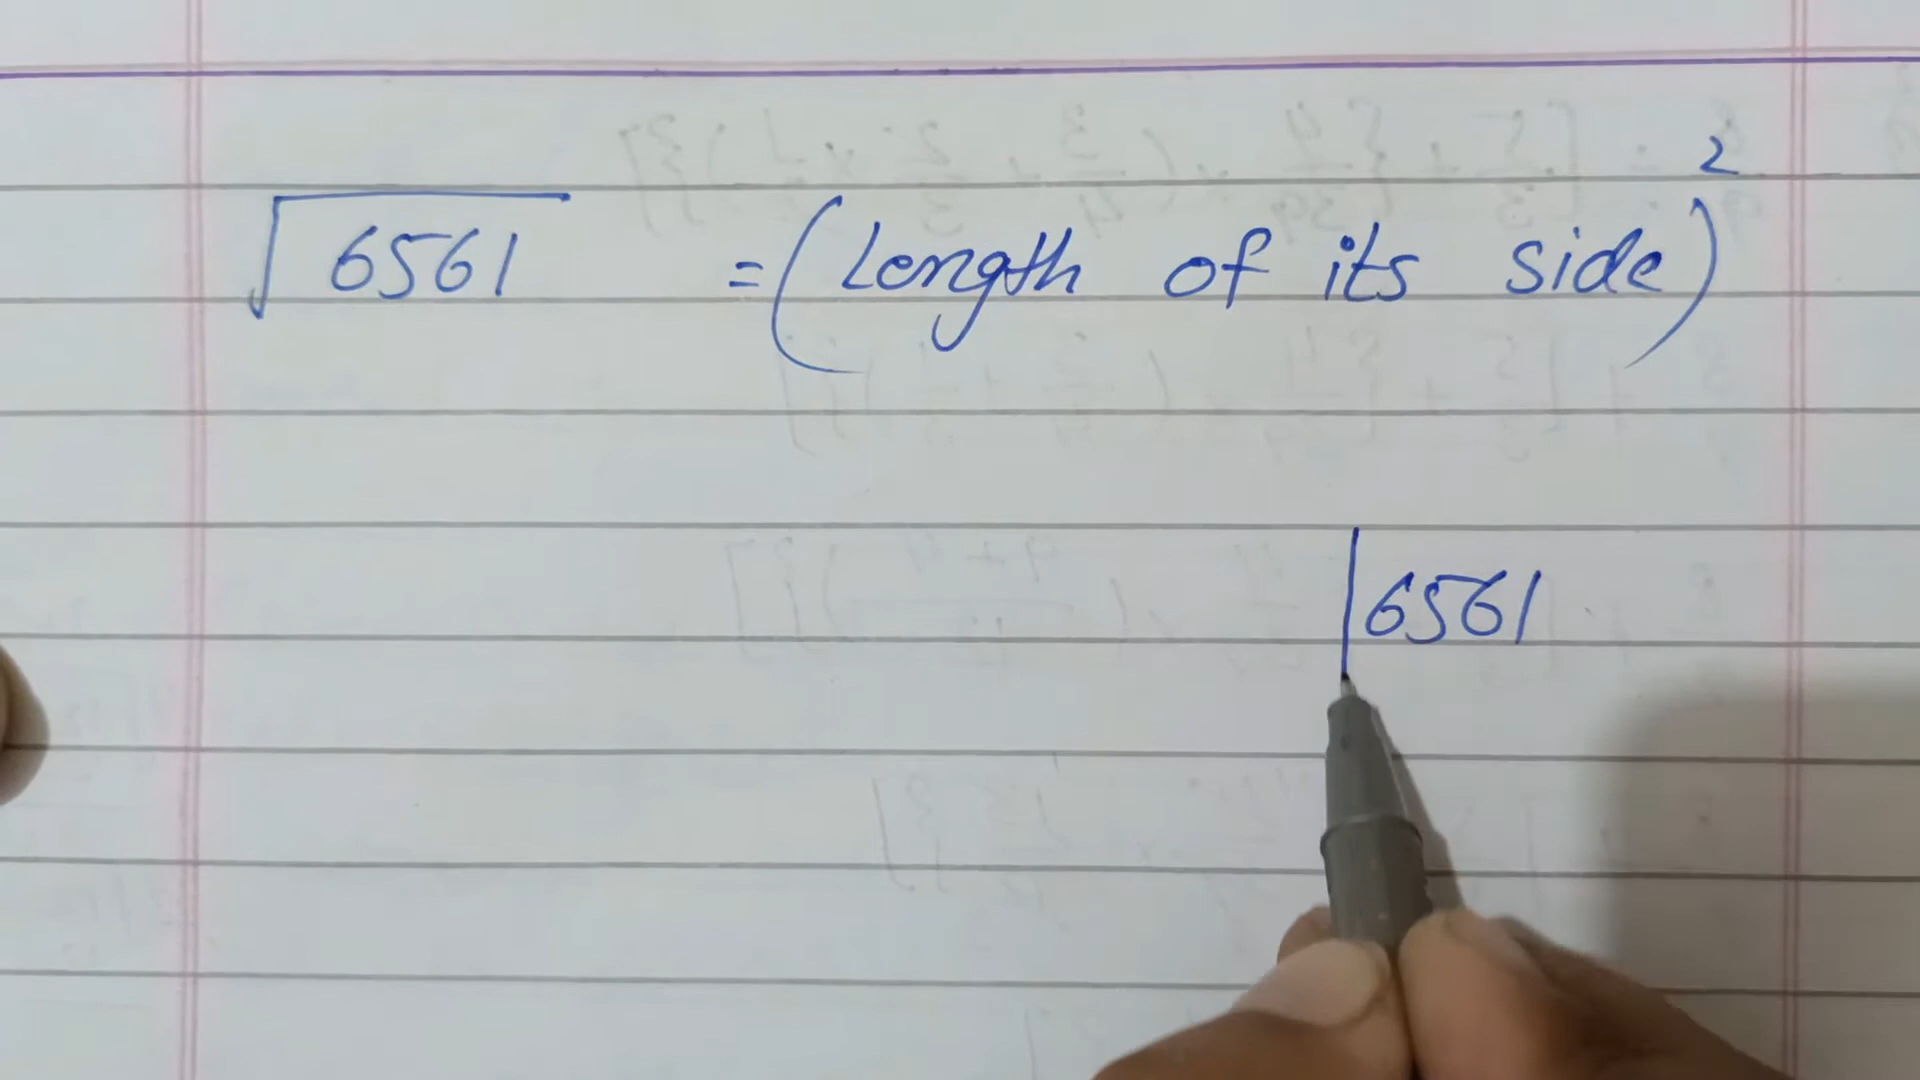 √6561 = (Length of its side)²
6561